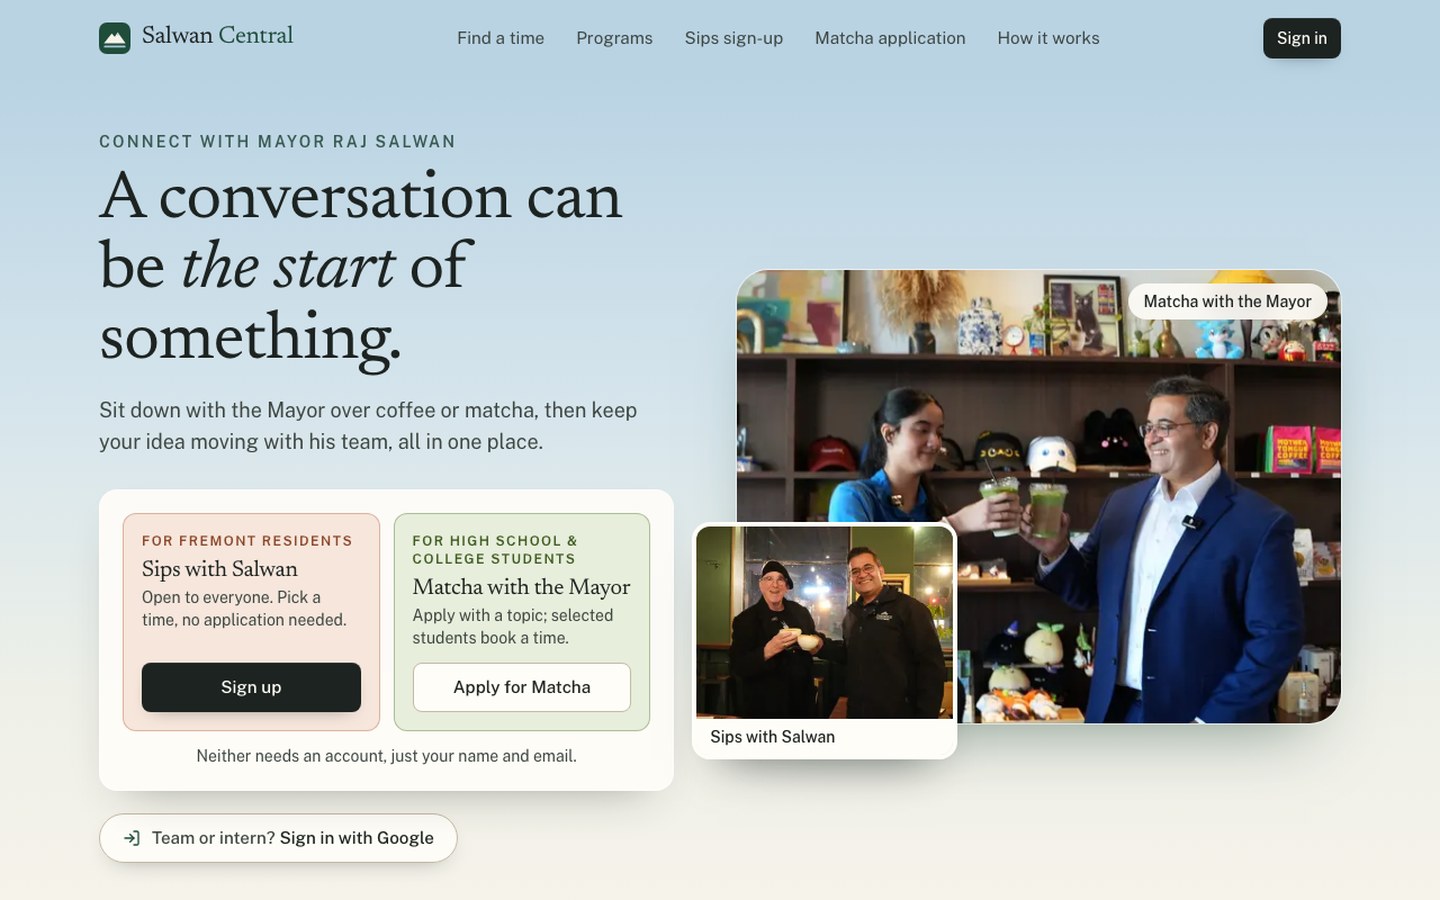 Salwan Central
Find a time
Programs
Sips sign-up
Matcha application
How it works
Sign in
CONNECT WITH MAYOR RAJ SALWAN
A conversation can
be the start of
something.
Sit down with the Mayor over coffee or matcha, then keep
your idea moving with his team, all in one place.
FOR FREMONT RESIDENTS
Sips with Salwan
Open to everyone. Pick a
time, no application needed.
Sign up
FOR HIGH SCHOOL &
COLLEGE STUDENTS
Matcha with the Mayor
Apply with a topic; selected
students book a time.
Apply for Matcha
Neither needs an account, just your name and email.
Team or intern? Sign in with Google
Matcha with the Mayor
MOTHER
TONGUE
COFFEE
Sips with Salwan